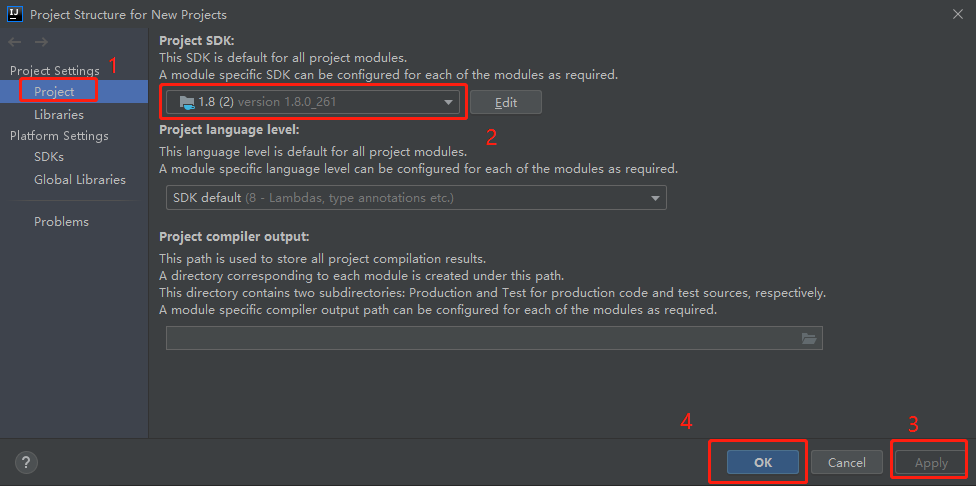 IJ Project Structure for New Projects
Project Settings
1
Project
Libraries
Platform Settings
SDKs
Global Libraries
Problems
Project SDK:
This SDK is default for all project modules.
A module specific SDK can be configured for each of the modules as required.
1.8 (2) version 1.8.0_261
Edit
2
Project language level:
This language level is default for all project modules.
A module specific language level can be configured for each of the modules as required.
SDK default (8 - Lambdas, type annotations etc.)
Project compiler output:
This path is used to store all project compilation results.
A directory corresponding to each module is created under this path.
This directory contains two subdirectories: Production and Test for production code and test sources, respectively.
A module specific compiler output path can be configured for each of the modules as required.
4
3
?
OK
Cancel
Apply